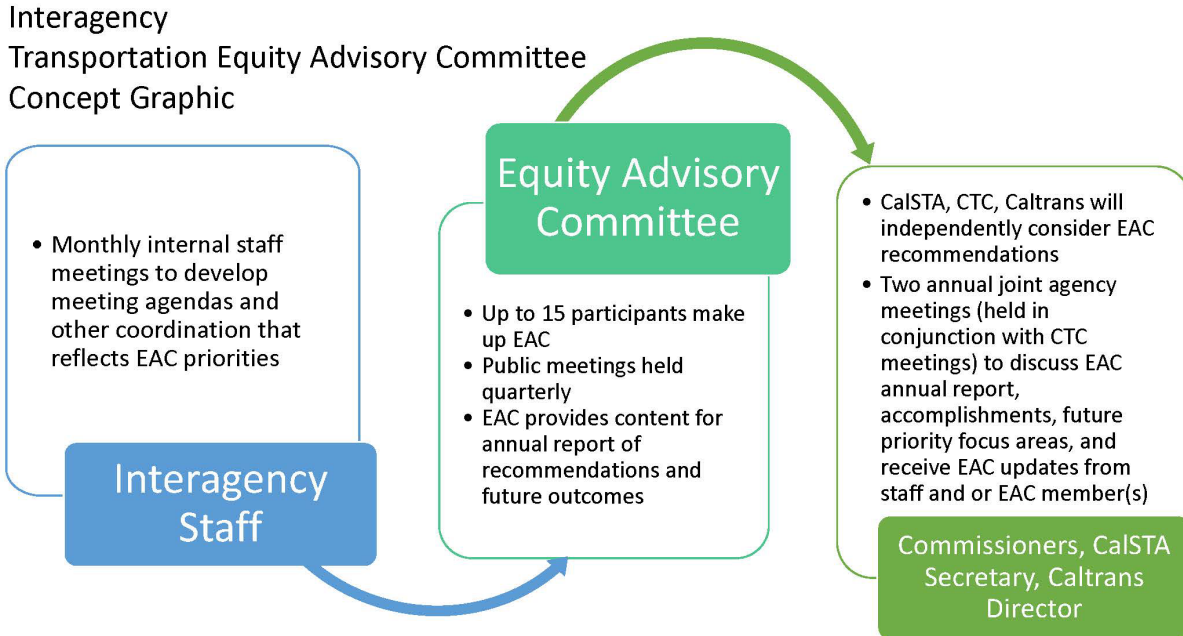 Interagency
Transportation Equity Advisory Committee
Concept Graphic
• Monthly internal staff
meetings to develop
meeting agendas and
other coordination that
reflects EAC priorities
Interagency
Staff
Equity Advisory
Committee
• Up to 15 participants make
up EAC
• Public meetings held
quarterly
• EAC provides content for
annual report of
recommendations and
future outcomes
• CalSTA, CTC, Caltrans will
independently consider EAC
recommendations
• Two annual joint agency
meetings (held in
conjunction with CTC
meetings) to discuss EAC
annual report,
accomplishments, future
priority focus areas, and
receive EAC updates from
staff and or EAC member(s)
Commissioners, CalSTA
Secretary, Caltrans
Director